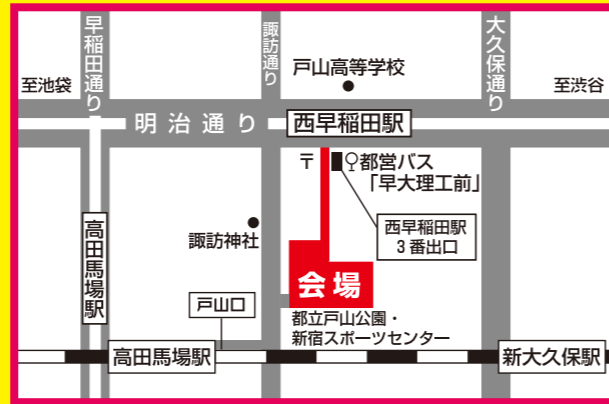 早稲田通り
諏訪通り
大久保通り
至池袋
戸山高等学校
至渋谷
明治通り
西早稲田駅
〒
都営バス
「早大理工前」
西早稲田駅
3番出口
諏訪神社
高田馬場駅
会場
戸山口
都立戸山公園・
新宿スポーツセンター
高田馬場駅
新大久保駅